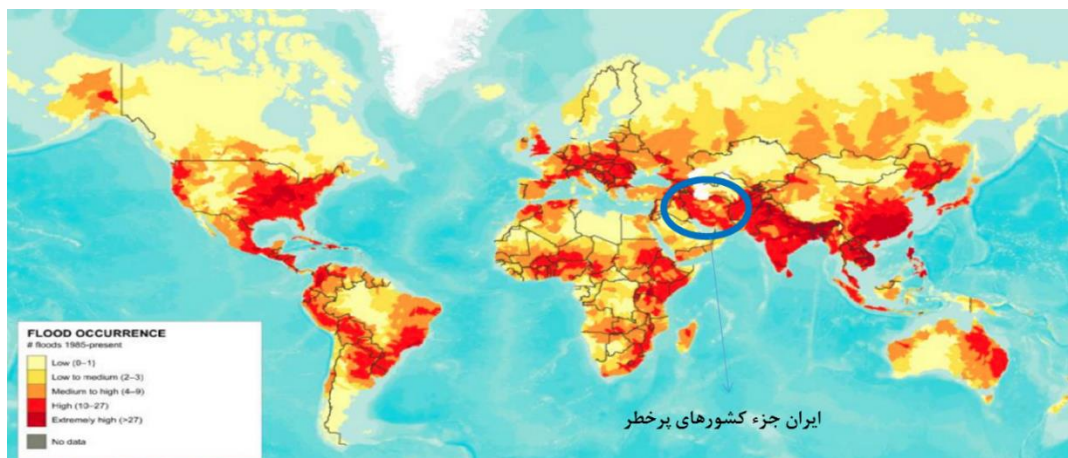 FLOOD OCCURRENCE
# floods 1985-present
Low (0–1)
Low to medium (2–3)
Medium to high (4–9)
High (10–27)
Extremely high (>27)
No data
ایران جزء کشورهای پرخطر